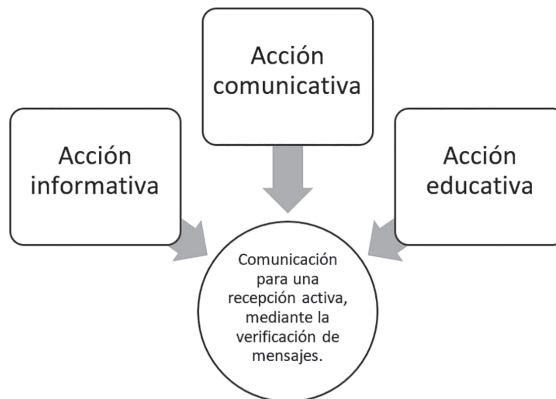 Acción
comunicativa
Acción
informativa
Acción
educativa
Comunicación
para una
recepción activa,
mediante la
verificación de
mensajes.